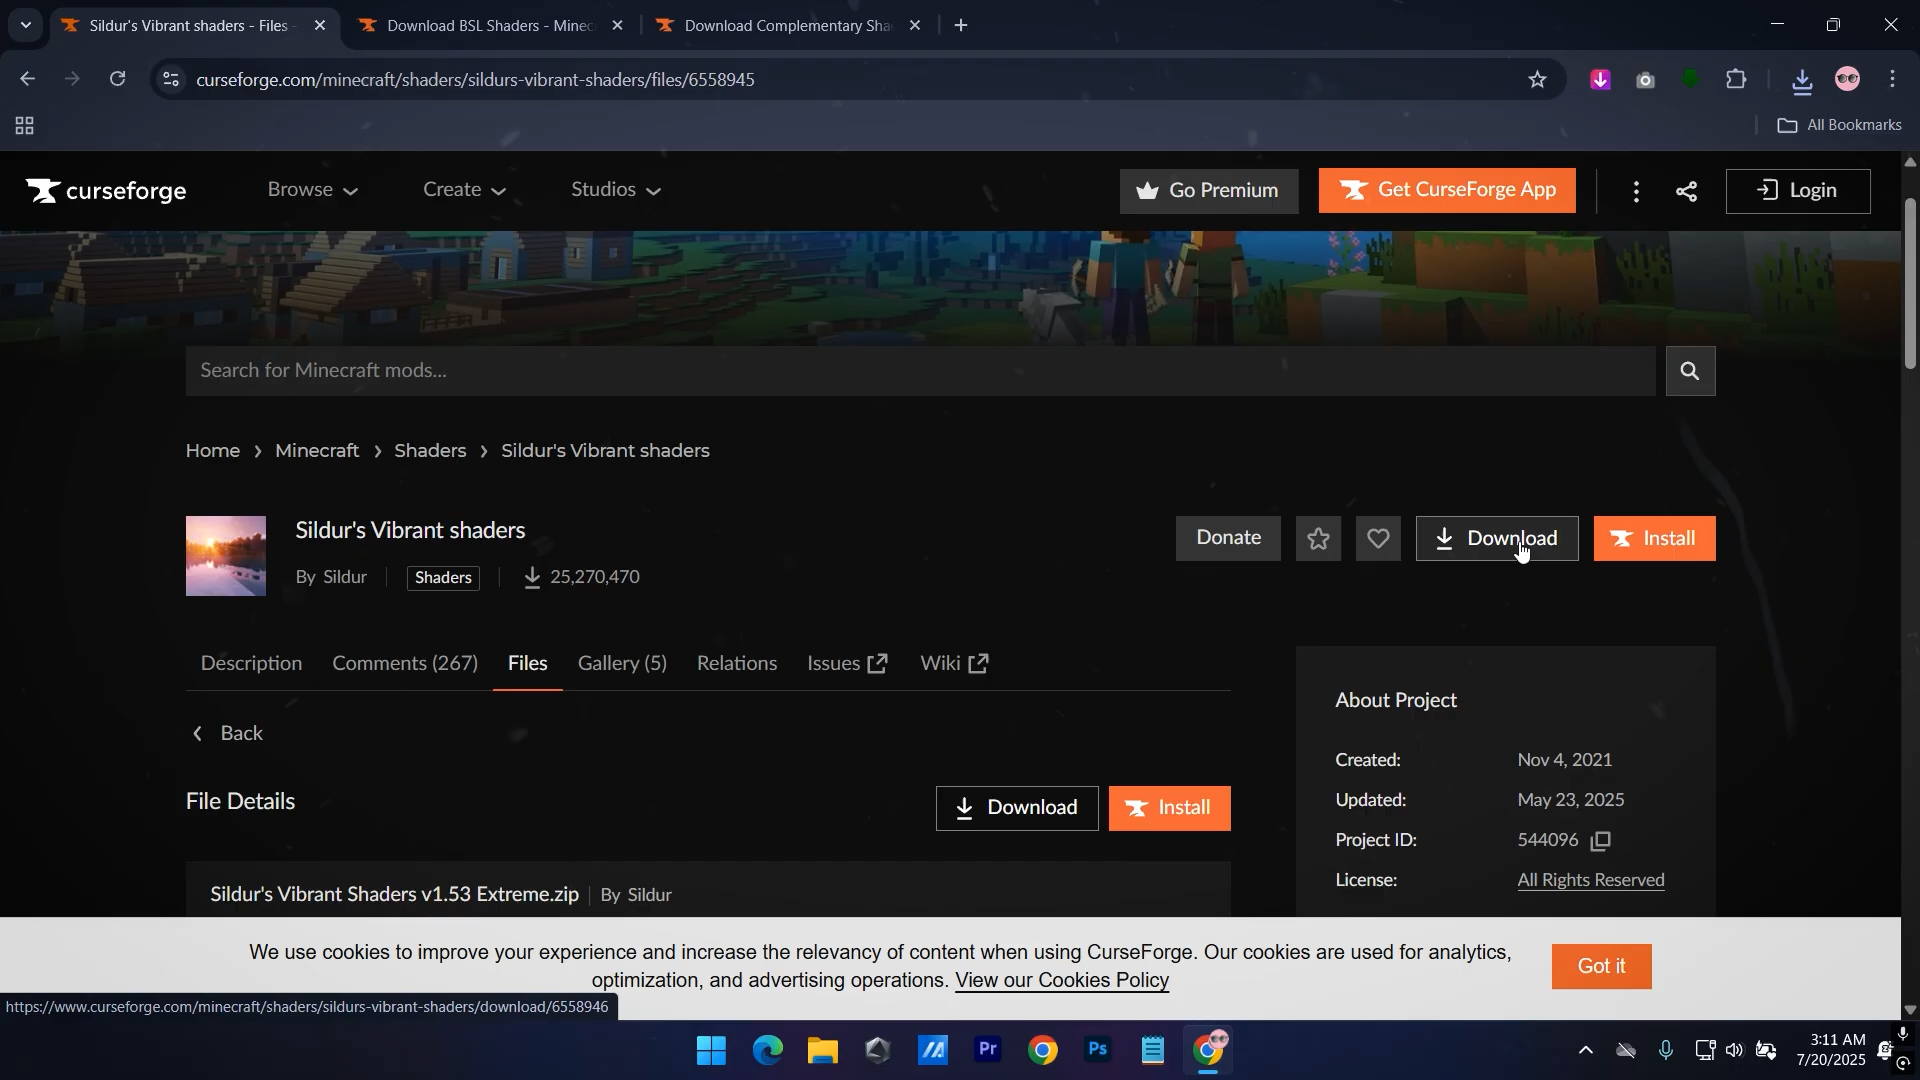 Sildur's Vibrant shaders - Files -
Download BSL Shaders - Minec
Download Complementary Sha
curseforge.com/minecraft/shaders/sildurs-vibrant-shaders/files/6558945
All Bookmarks
curseforge
Browse
Create
Studios
Go Premium
Get CurseForge App
Login
Search for Minecraft mods...
Home > Minecraft > Shaders > Sildur's Vibrant shaders
Sildur's Vibrant shaders
By Sildur
Shaders
25,270,470
Donate
Download
Install
Description
Comments (267)
Files
Gallery (5)
Relations
Issues
Wiki
Back
File Details
Download
Install
Sildur's Vibrant Shaders v1.53 Extreme.zip
By Sildur
About Project
Created: Nov 4, 2021
Updated: May 23, 2025
Project ID: 544096
License: All Rights Reserved
We use cookies to improve your experience and increase the relevancy of content when using CurseForge. Our cookies are used for analytics,
optimization, and advertising operations. View our Cookies Policy
Got it
https://www.curseforge.com/minecraft/shaders/sildurs-vibrant-shaders/download/6558946
Pr
Ps
3:11 AM
7/20/2025